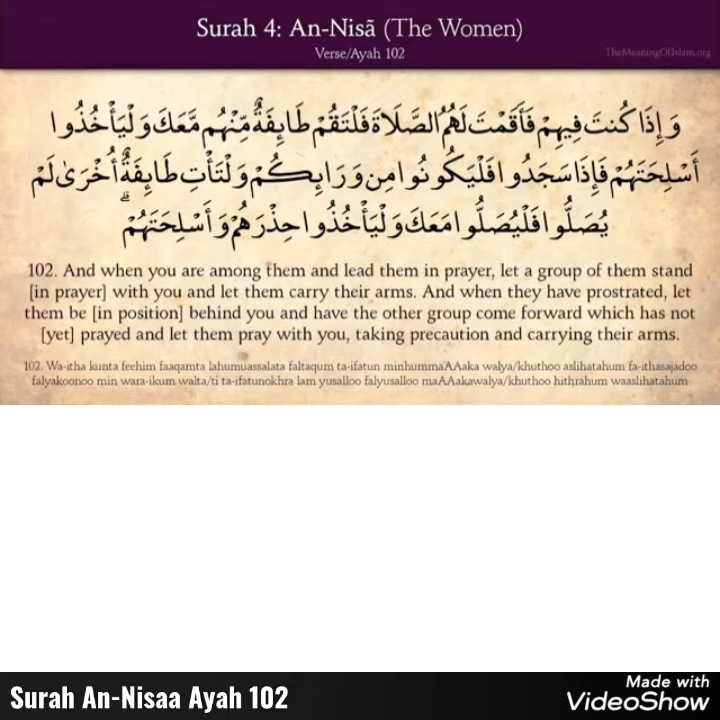 Surah 4: An-Nisã (The Women)
Verse/Ayah 102
TheMeaningOfIslam.org
وَإِذَا كُنتَ فِيهِمْ فَأَقَمْتَ لَهُمُ الصَّلَاةَ فَلْتَقُمْ طَابِفَةٌ مِّنْهُم مَّعَكَ وَلْيَأْخُذُوا
أَسْلِحَتَهُمْ فَإِذَا سَجَدُوا فَلْيَكُونُوا مِن وَرَابِكُمْ وَلْتَأْتِ طَابِفَةٌ أُخْرَىٰ لَمْ
يُصَلُّوا فَلْيُصَلُّوا مَعَكَ وَلْيَأْخُذُوا حِذْرَهُمْ وَأَسْلِحَتَهُمْ ۗ
102. And when you are among them and lead them in prayer, let a group of them stand
[in prayer] with you and let them carry their arms. And when they have prostrated, let
them be [in position] behind you and have the other group come forward which has not
[yet] prayed and let them pray with you, taking precaution and carrying their arms.
102. Wa-itha kunta feehim faaqamta lahumuassalata faltaqum ta-ifatun minhummaAAaka walya/khuthoo aslihatahum fa-ithasajadoo
falyakoonoo min wara-ikum walta/ti ta-ifatunokhra lam yusalloo falyusalloo maAAakawalya/khuthoo hithrahum waaslihatahum
Surah An-Nisaa Ayah 102
Made with
VideoShow